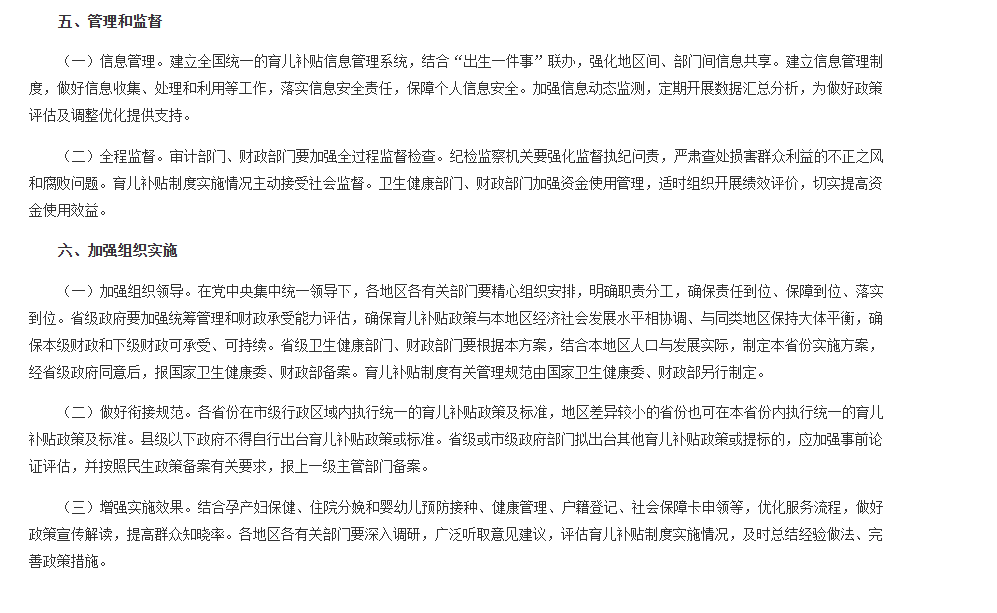 五、管理和监督
（一）信息管理。建立全国统一的育儿补贴信息管理系统，结合“出生一件事”联办，强化地区间、部门间信息共享。建立信息管理制
度，做好信息收集、处理和利用等工作，落实信息安全责任，保障个人信息安全。加强信息动态监测，定期开展数据汇总分析，为做好政策
评估及调整优化提供支持。
（二）全程监督。审计部门、财政部门要加强全过程监督检查。纪检监察机关要强化监督执纪问责，严肃查处损害群众利益的不正之风
和腐败问题。育儿补贴制度实施情况主动接受社会监督。卫生健康部门、财政部门加强资金使用管理，适时组织开展绩效评价，切实提高资
金使用效益。
六、加强组织实施
（一）加强组织领导。在党中央集中统一领导下，各地区各有关部门要精心组织安排，明确职责分工，确保责任到位、保障到位、落实
到位。省级政府要加强统筹管理和财政承受能力评估，确保育儿补贴政策与本地区经济社会发展水平相协调、与同类地区保持大体平衡，确
保本级财政和下级财政可承受、可持续。省级卫生健康部门、财政部门要根据本方案，结合本地区人口与发展实际，制定本省份实施方案，
经省级政府同意后，报国家卫生健康委、财政部备案。育儿补贴制度有关管理规范由国家卫生健康委、财政部另行制定。
（二）做好衔接规范。各省份在市级行政区域内执行统一的育儿补贴政策及标准，地区差异较小的省份也可在本省份内执行统一的育儿
补贴政策及标准。县级以下政府不得自行出台育儿补贴政策或标准。省级或市级政府部门拟出台其他育儿补贴政策或提标的，应加强事前论
证评估，并按照民生政策备案有关要求，报上一级主管部门备案。
（三）增强实施效果。结合孕产妇保健、住院分娩和婴幼儿预防接种、健康管理、户籍登记、社会保障卡申领等，优化服务流程，做好
政策宣传解读，提高群众知晓率。各地区各有关部门要深入调研，广泛听取意见建议，评估育儿补贴制度实施情况，及时总结经验做法、完
善政策措施。